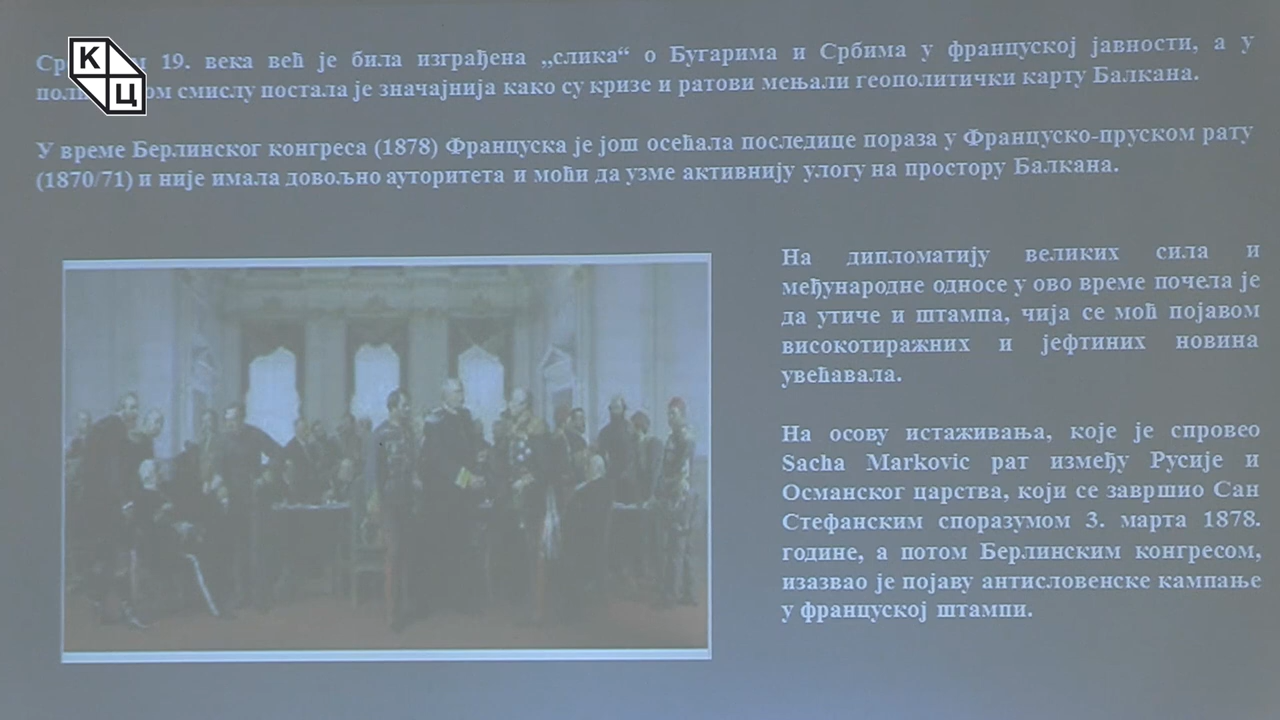 К
Ц
19. века већ је била изграђена „слика“ о Бугарима и Србима у француској јавности, а у
смислу постала је значајнија како су кризе и ратови мењали геополитички карту Балкана.
У време Берлинског конгреса (1878) Француска је још осећала последице пораза у Француско-пруском рату
(1870/71) и није имала довољно ауторитета и моћи да узме активнију улогу на простору Балкана.
На дипломатију великих сила и
међународне односе у ово време почела је
да утиче и штампа, чија се моћ појавом
високотиражних и јефтиних новина
увећавала.
На осову истаживања, које је спровео
Sacha Markovic рат између Русије и
Османског царства, који се завршио Сан
Стефанским споразумом 3. марта 1878.
године, а потом Берлинским конгресом,
изазвао је појаву антисловенске кампање
у француској штампи.